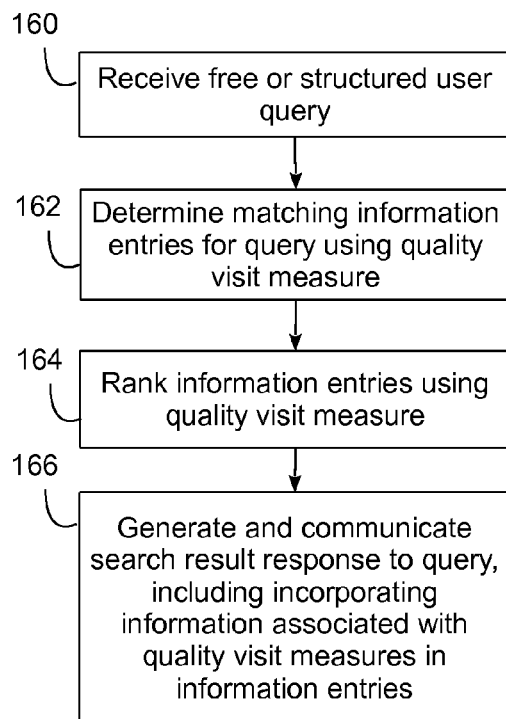 160
Receive free or structured user
query
162
Determine matching information
entries for query using quality
visit measure
164
Rank information entries using
quality visit measure
166
Generate and communicate
search result response to query,
including incorporating
information associated with
quality visit measures in
information entries